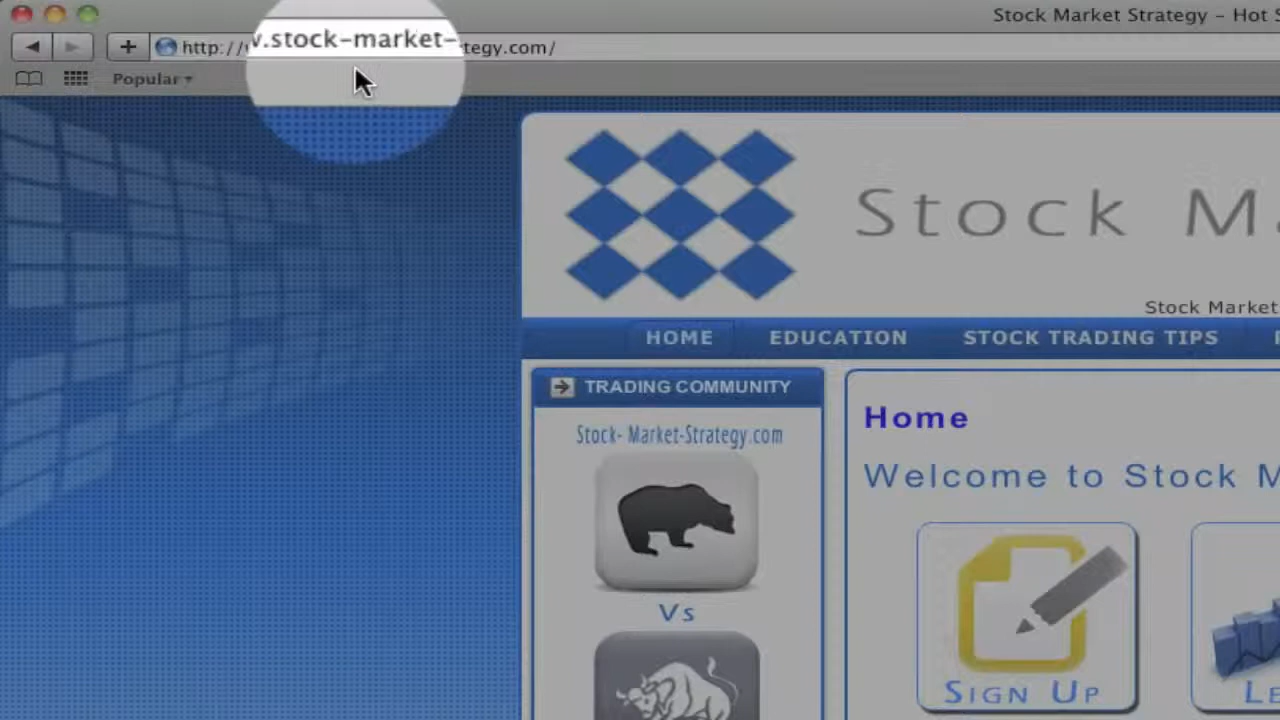 Stock Market Strategy – Hot
http://
v.stock-market-
tegy.com/
Popular
Stock
Stock Market
HOME EDUCATION STOCK TRADING TIPS
TRADING COMMUNITY
Stock- Market-Strategy.com
Vs
Home
Welcome to Stock
SIGN UP